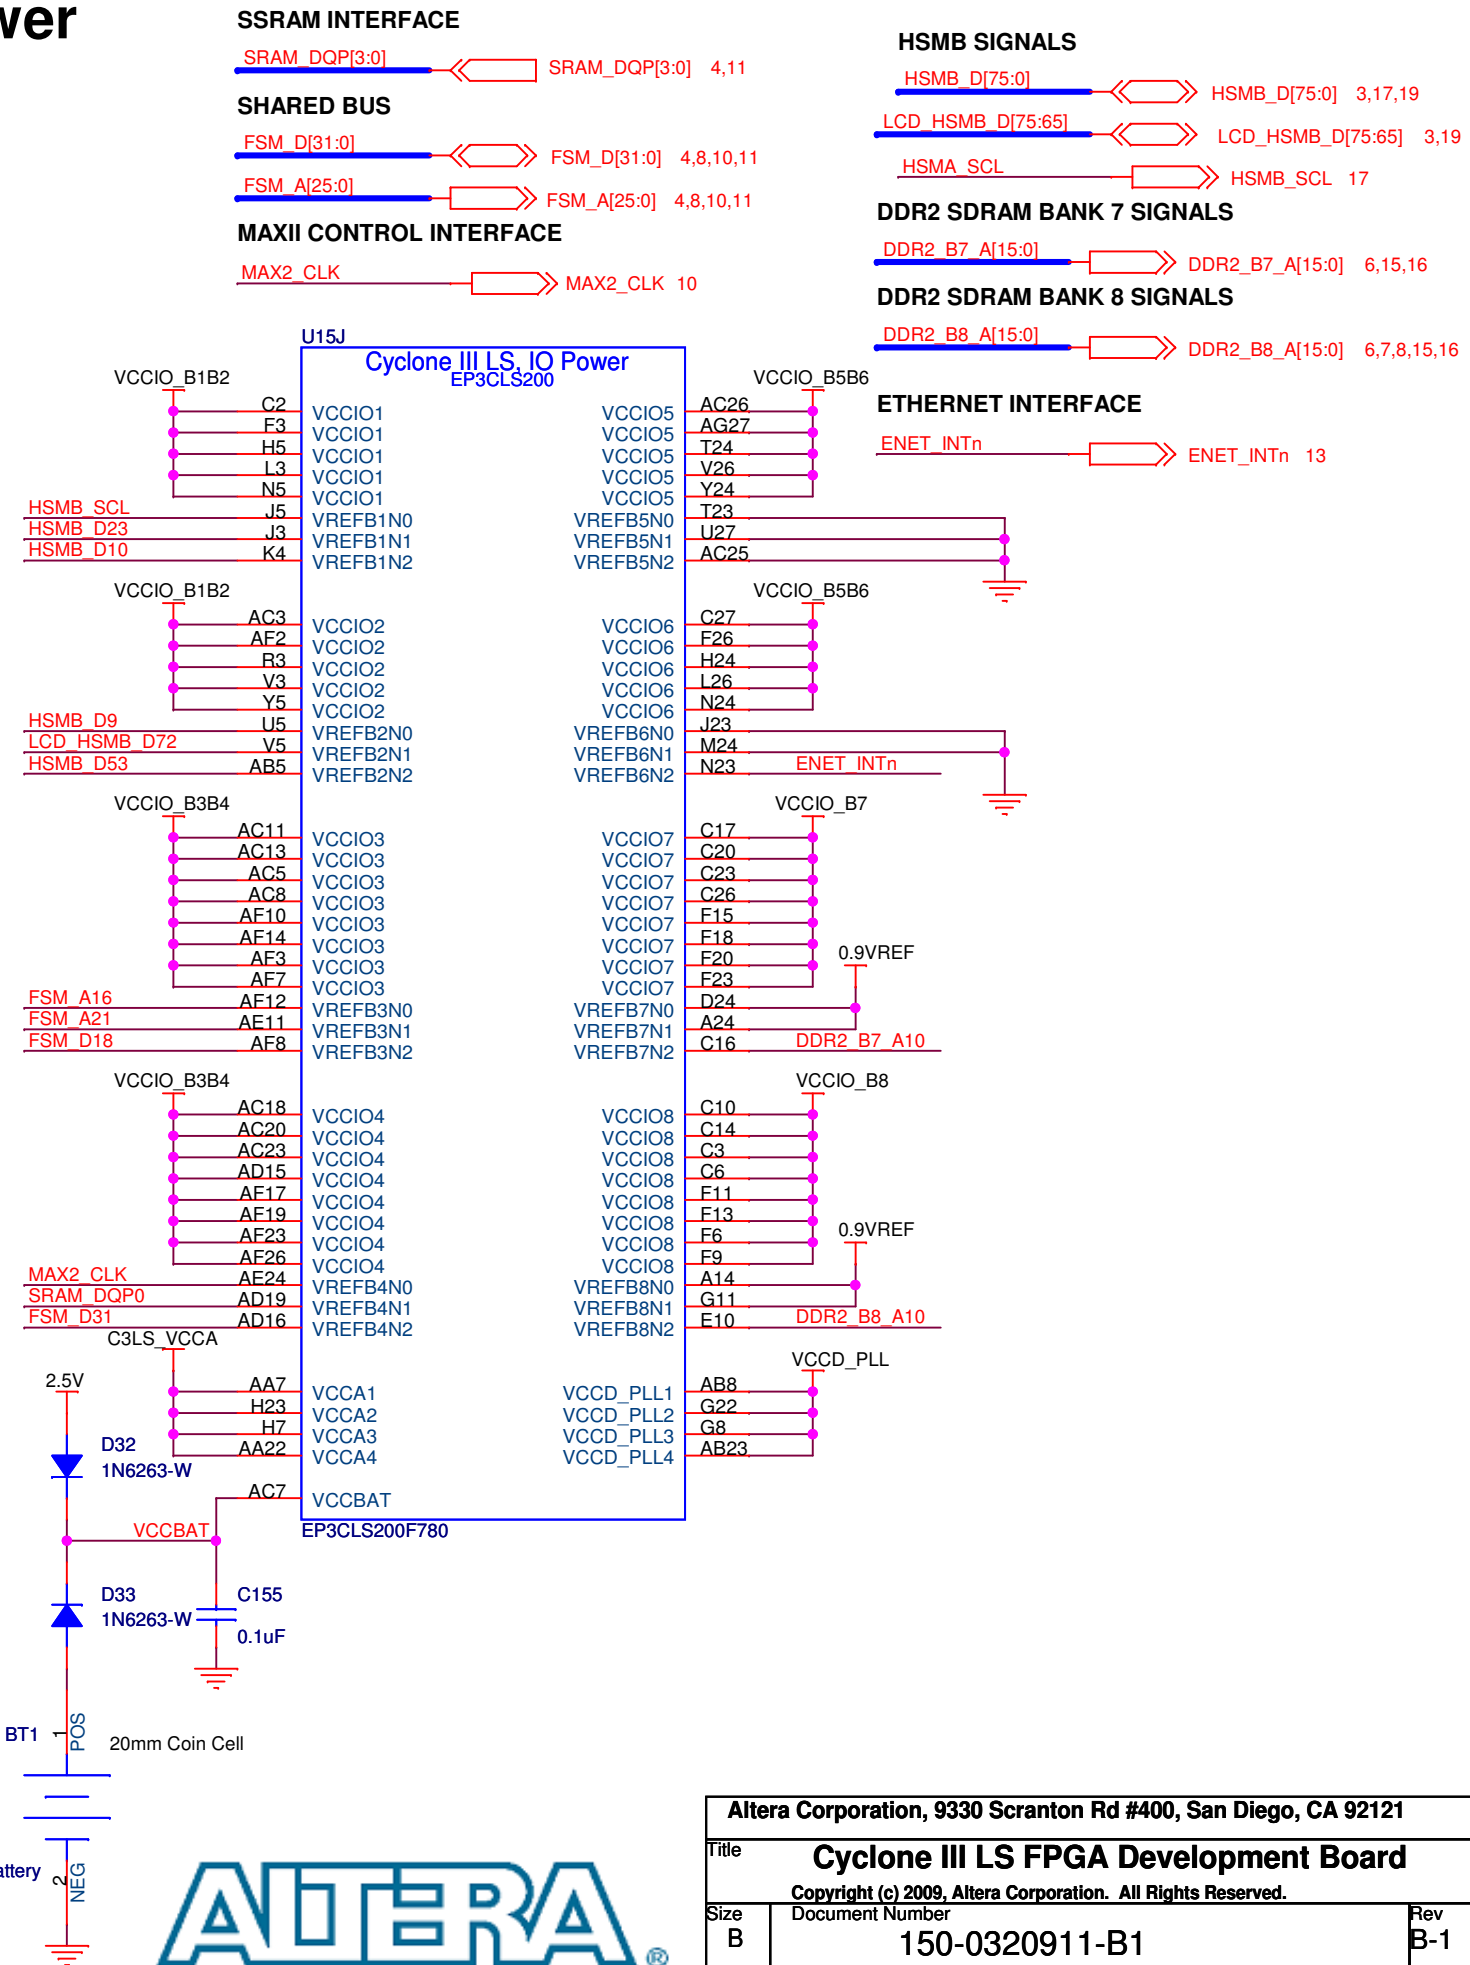 wer
SSRAM INTERFACE
SRAM_DQP[3:0] SRAM_DQP[3:0] 4,11
SHARED BUS
FSM_D[31:0] FSM_D[31:0] 4,8,10,11
FSM_A[25:0] FSM_A[25:0] 4,8,10,11
MAXII CONTROL INTERFACE
MAX2_CLK MAX2_CLK 10
HSMB SIGNALS
HSMB_D[75:0] HSMB_D[75:0] 3,17,19
LCD_HSMB_D[75:65] LCD_HSMB_D[75:65] 3,19
HSMA_SCL HSMB_SCL 17
DDR2 SDRAM BANK 7 SIGNALS
DDR2_B7_A[15:0] DDR2_B7_A[15:0] 6,15,16
DDR2 SDRAM BANK 8 SIGNALS
DDR2_B8_A[15:0] DDR2_B8_A[15:0] 6,7,8,15,16
ETHERNET INTERFACE
ENET_INTn ENET_INTn 13
U15J
Cyclone III LS, IO Power
EP3CLS200
VCCIO_B1B2 VCCIO_B5B6
C2 VCCIO1 VCCIO5 AC26
F3 VCCIO1 VCCIO5 AG27
H5 VCCIO1 VCCIO5 T24
L3 VCCIO1 VCCIO5 V26
N5 VCCIO1 VCCIO5 Y24
HSMB_SCL J5 VREFB1N0 VREFB5N0 T23
HSMB_D23 J3 VREFB1N1 VREFB5N1 U27
HSMB_D10 K4 VREFB1N2 VREFB5N2 AC25
VCCIO_B1B2 VCCIO_B5B6
AC3 VCCIO2 VCCIO6 C27
AF2 VCCIO2 VCCIO6 F26
R3 VCCIO2 VCCIO6 H24
V3 VCCIO2 VCCIO6 L26
Y5 VCCIO2 VCCIO6 N24
HSMB_D9 U5 VREFB2N0 VREFB6N0 J23
LCD_HSMB_D72 V5 VREFB2N1 VREFB6N1 M24
HSMB_D53 AB5 VREFB2N2 VREFB6N2 N23 ENET_INTn
VCCIO_B3B4 VCCIO_B7
AC11 VCCIO3 VCCIO7 C17
AC13 VCCIO3 VCCIO7 C20
AC5 VCCIO3 VCCIO7 C23
AC8 VCCIO3 VCCIO7 C26
AF10 VCCIO3 VCCIO7 F15
AF14 VCCIO3 VCCIO7 F18
AF3 VCCIO3 VCCIO7 F20 0.9VREF
AF7 VCCIO3 VCCIO7 F23
FSM_A16 AF12 VREFB3N0 VREFB7N0 D24
FSM_A21 AE11 VREFB3N1 VREFB7N1 A24
FSM_D18 AF8 VREFB3N2 VREFB7N2 C16 DDR2_B7_A10
VCCIO_B3B4 VCCIO_B8
AC18 VCCIO4 VCCIO8 C10
AC20 VCCIO4 VCCIO8 C14
AC23 VCCIO4 VCCIO8 C3
AD15 VCCIO4 VCCIO8 C6
AF17 VCCIO4 VCCIO8 F11
AF19 VCCIO4 VCCIO8 F13
AF23 VCCIO4 VCCIO8 F6 0.9VREF
AF26 VCCIO4 VCCIO8 F9
MAX2_CLK AE24 VREFB4N0 VREFB8N0 A14
SRAM_DQP0 AD19 VREFB4N1 VREFB8N1 G11
FSM_D31 AD16 VREFB4N2 VREFB8N2 E10 DDR2_B8_A10
C3LS_VCCA VCCD_PLL
AA7 VCCA1 VCCD_PLL1 AB8
H23 VCCA2 VCCD_PLL2 G22
H7 VCCA3 VCCD_PLL3 G8
AA22 VCCA4 VCCD_PLL4 AB23
2.5V
D32
1N6263-W
AC7 VCCBAT
VCCBAT
EP3CLS200F780
D33
1N6263-W
C155
0.1uF
BT1 1 POS 20mm Coin Cell
attery 2 NEG
ALTERA ®
Altera Corporation, 9330 Scranton Rd #400, San Diego, CA 92121
Title Cyclone III LS FPGA Development Board
Copyright (c) 2009, Altera Corporation. All Rights Reserved.
Size Document Number Rev
B 150-0320911-B1 B-1